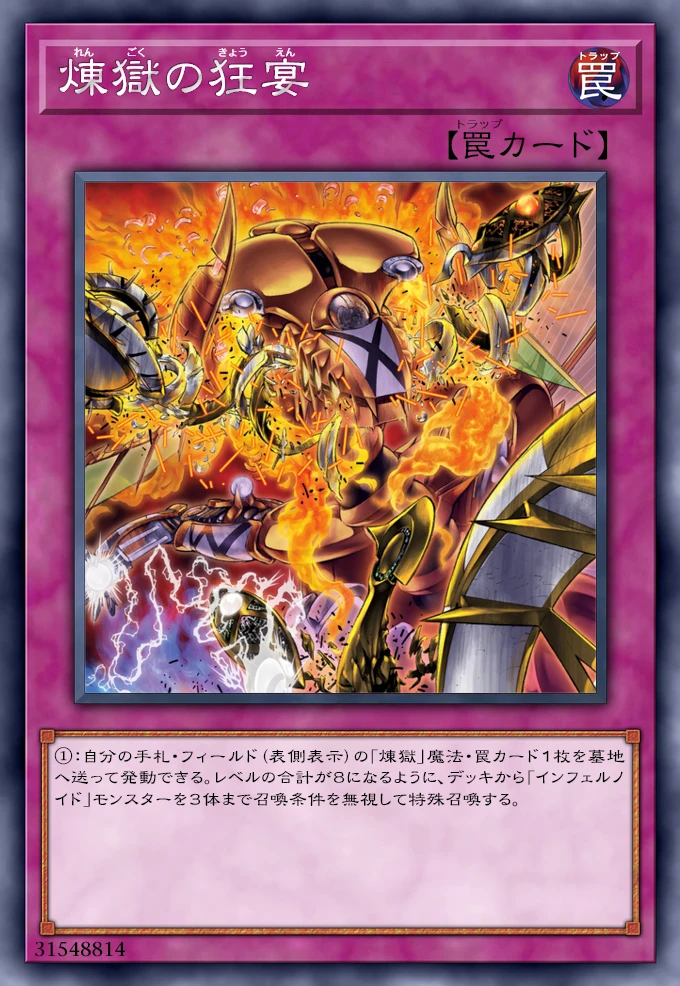 れん ごく きょう えん
煉獄の狂宴
トラップ
罠
トラップ
【罠カード】
①:自分の手札・フィールド(表側表示)の「煉獄」魔法・罠カード1枚を墓地
へ送って発動できる。レベルの合計が8になるように、デッキから「インフェルノ
イド」モンスターを3体まで召喚条件を無視して特殊召喚する。
31548814